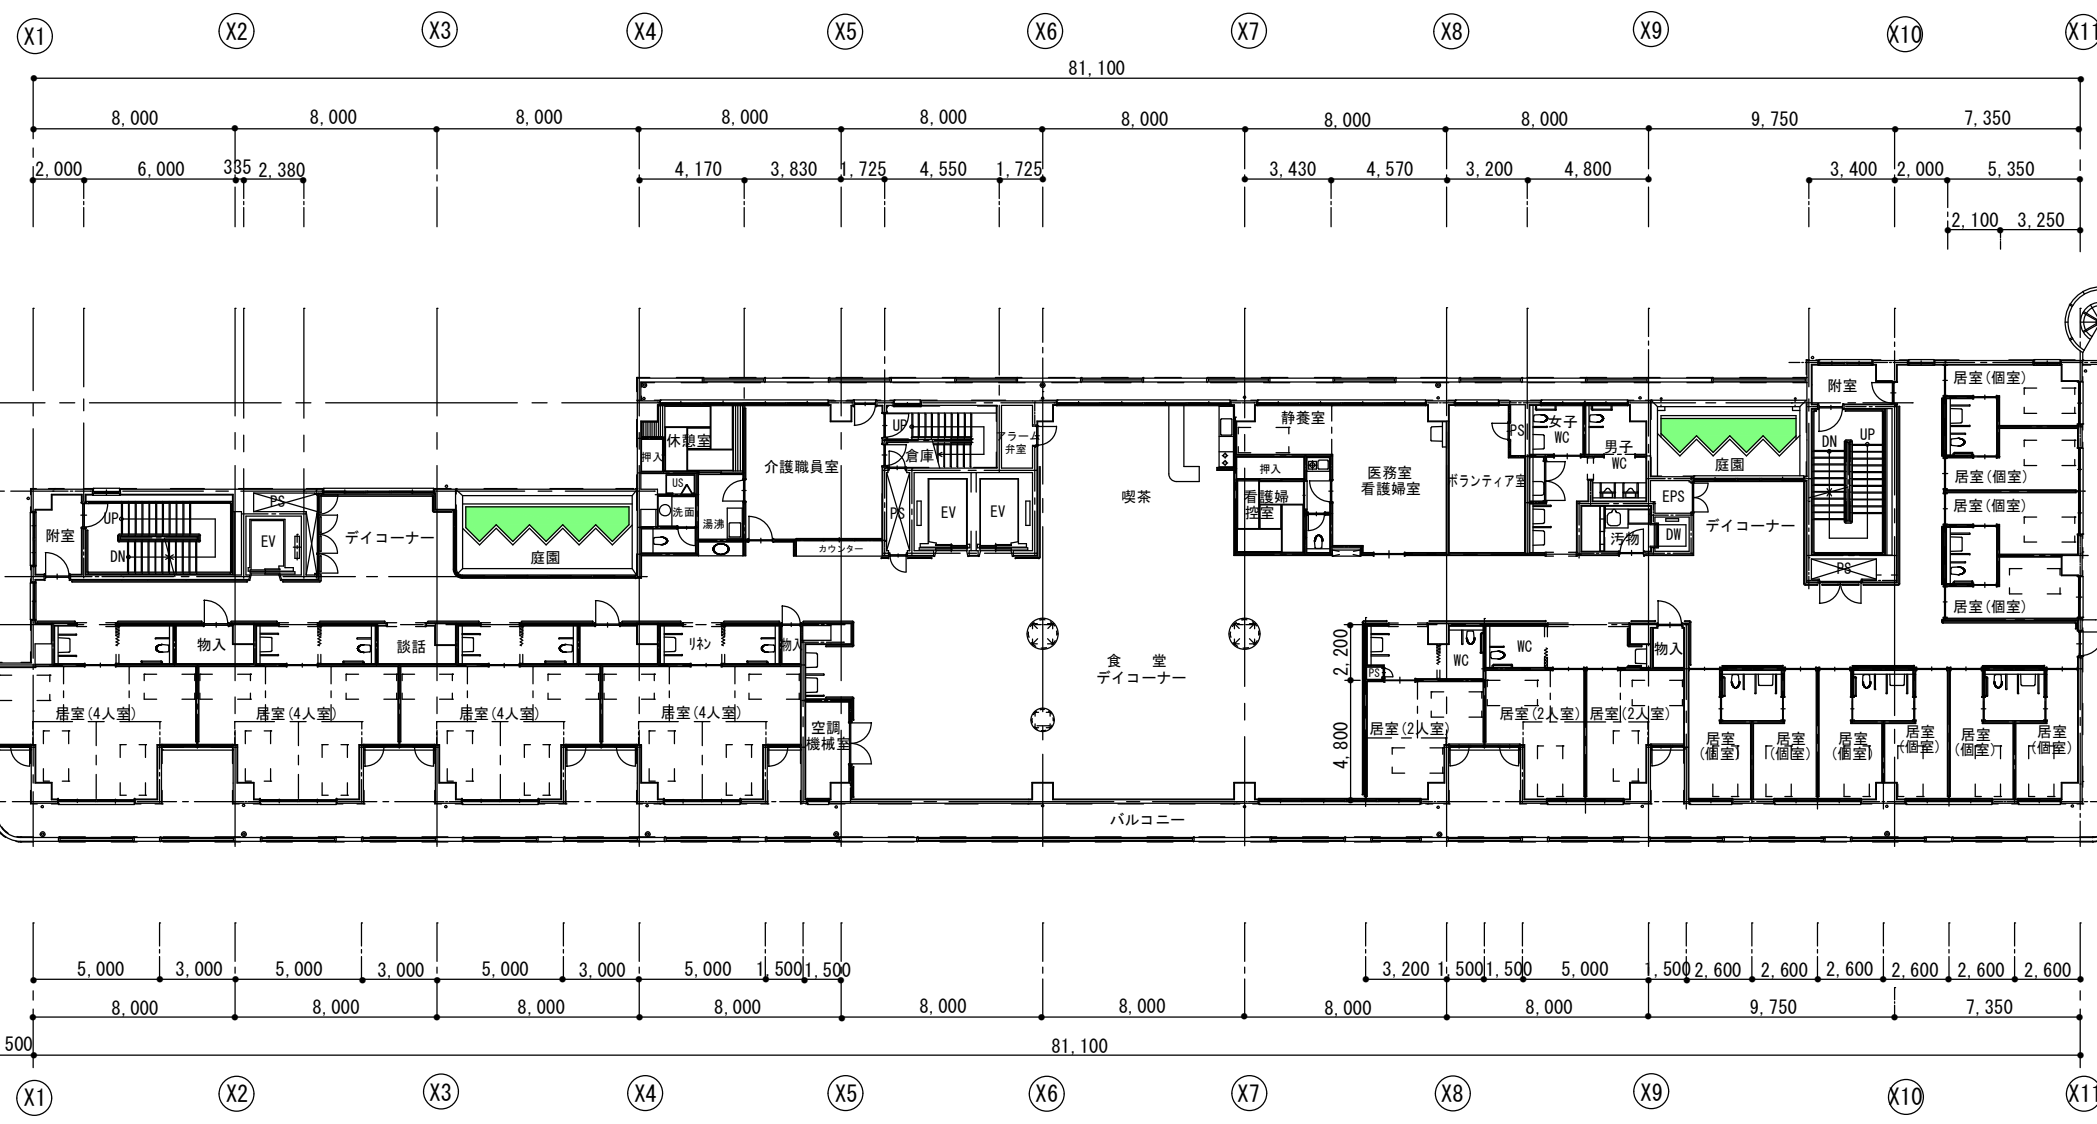 X1 X2 X3 X4 X5 X6 X7 X8 X9 X10 X11
81,100
8,000 8,000 8,000 8,000 8,000 8,000 8,000 8,000 9,750 7,350
2,000 6,000 335 2,380 4,170 3,830 1,725 4,550 1,725 3,430 4,570 3,200 4,800 3,400 2,000 5,350
2,100 3,250
附室
UP
DN
PS
EV
デイコーナー
庭園
休憩室
押入
US
洗面
湯沸
介護職員室
カウンター
UP
倉庫
アラーム
弁室
PS
EV
EV
喫茶
静養室
押入
看護婦
控室
医務室
看護婦室
ボランティア室
PS
女子
WC
男子
WC
汚物
EPS
DW
庭園
デイコーナー
附室
DN
UP
PS
居室(個室)
居室(個室)
居室(個室)
居室(個室)
物入
談話
リネン
物入
居室(4人室)
居室(4人室)
居室(4人室)
居室(4人室)
空調
機械室
食 堂
デイコーナー
2,200
4,800
PS
WC
WC
物入
居室(2人室)
居室(2人室)
居室(2人室)
居室
(個室)
居室
(個室)
居室
(個室)
居室
(個室)
居室
(個室)
居室
(個室)
バルコニー
5,000 3,000 5,000 3,000 5,000 3,000 5,000 1,500 1,500 3,200 1,500 1,500 5,000 1,500 2,600 2,600 2,600 2,600 2,600 2,600
8,000 8,000 8,000 8,000 8,000 8,000 8,000 8,000 9,750 7,350
500 81,100
X1 X2 X3 X4 X5 X6 X7 X8 X9 X10 X11